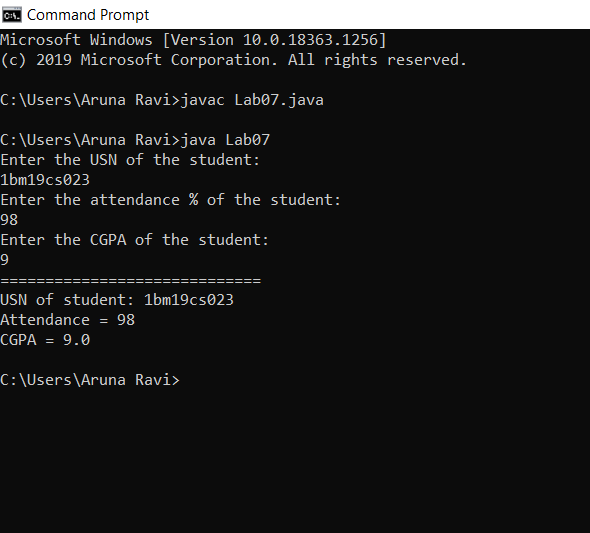 Command Prompt
Microsoft Windows [Version 10.0.18363.1256]
(c) 2019 Microsoft Corporation. All rights reserved.
C:\Users\Aruna Ravi>javac Lab07.java
C:\Users\Aruna Ravi>java Lab07
Enter the USN of the student:
1bm19cs023
Enter the attendance % of the student:
98
Enter the CGPA of the student:
9
=============================
USN of student: 1bm19cs023
Attendance = 98
CGPA = 9.0
C:\Users\Aruna Ravi>